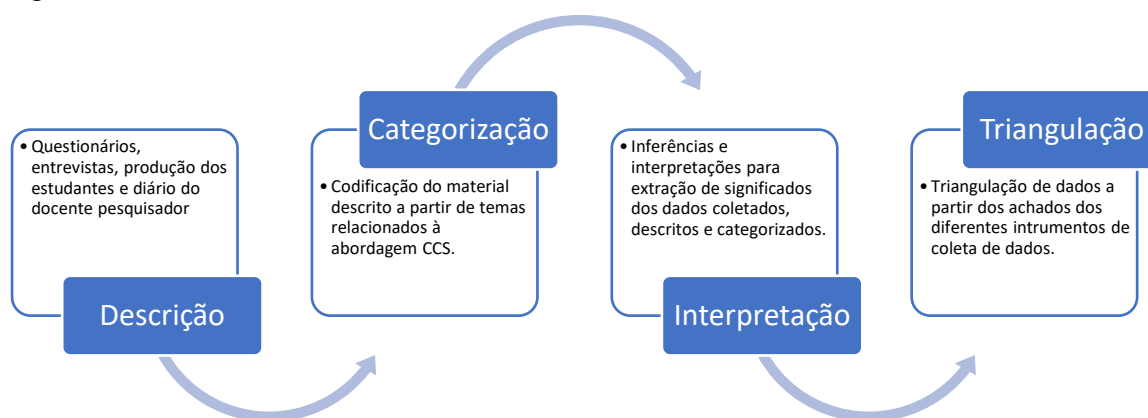 • Questionários,
entrevistas, produção dos
estudantes e diário do
docente pesquisador
Descrição
Categorização
• Codificação do material
descrito a partir de temas
relacionados à
abordagem CCS.
• Inferências e
interpretações para
extração de significados
dos dados coletados,
descritos e categorizados.
Interpretação
Triangulação
• Triangulação de dados a
partir dos achados dos
diferentes intrumentos de
coleta de dados.